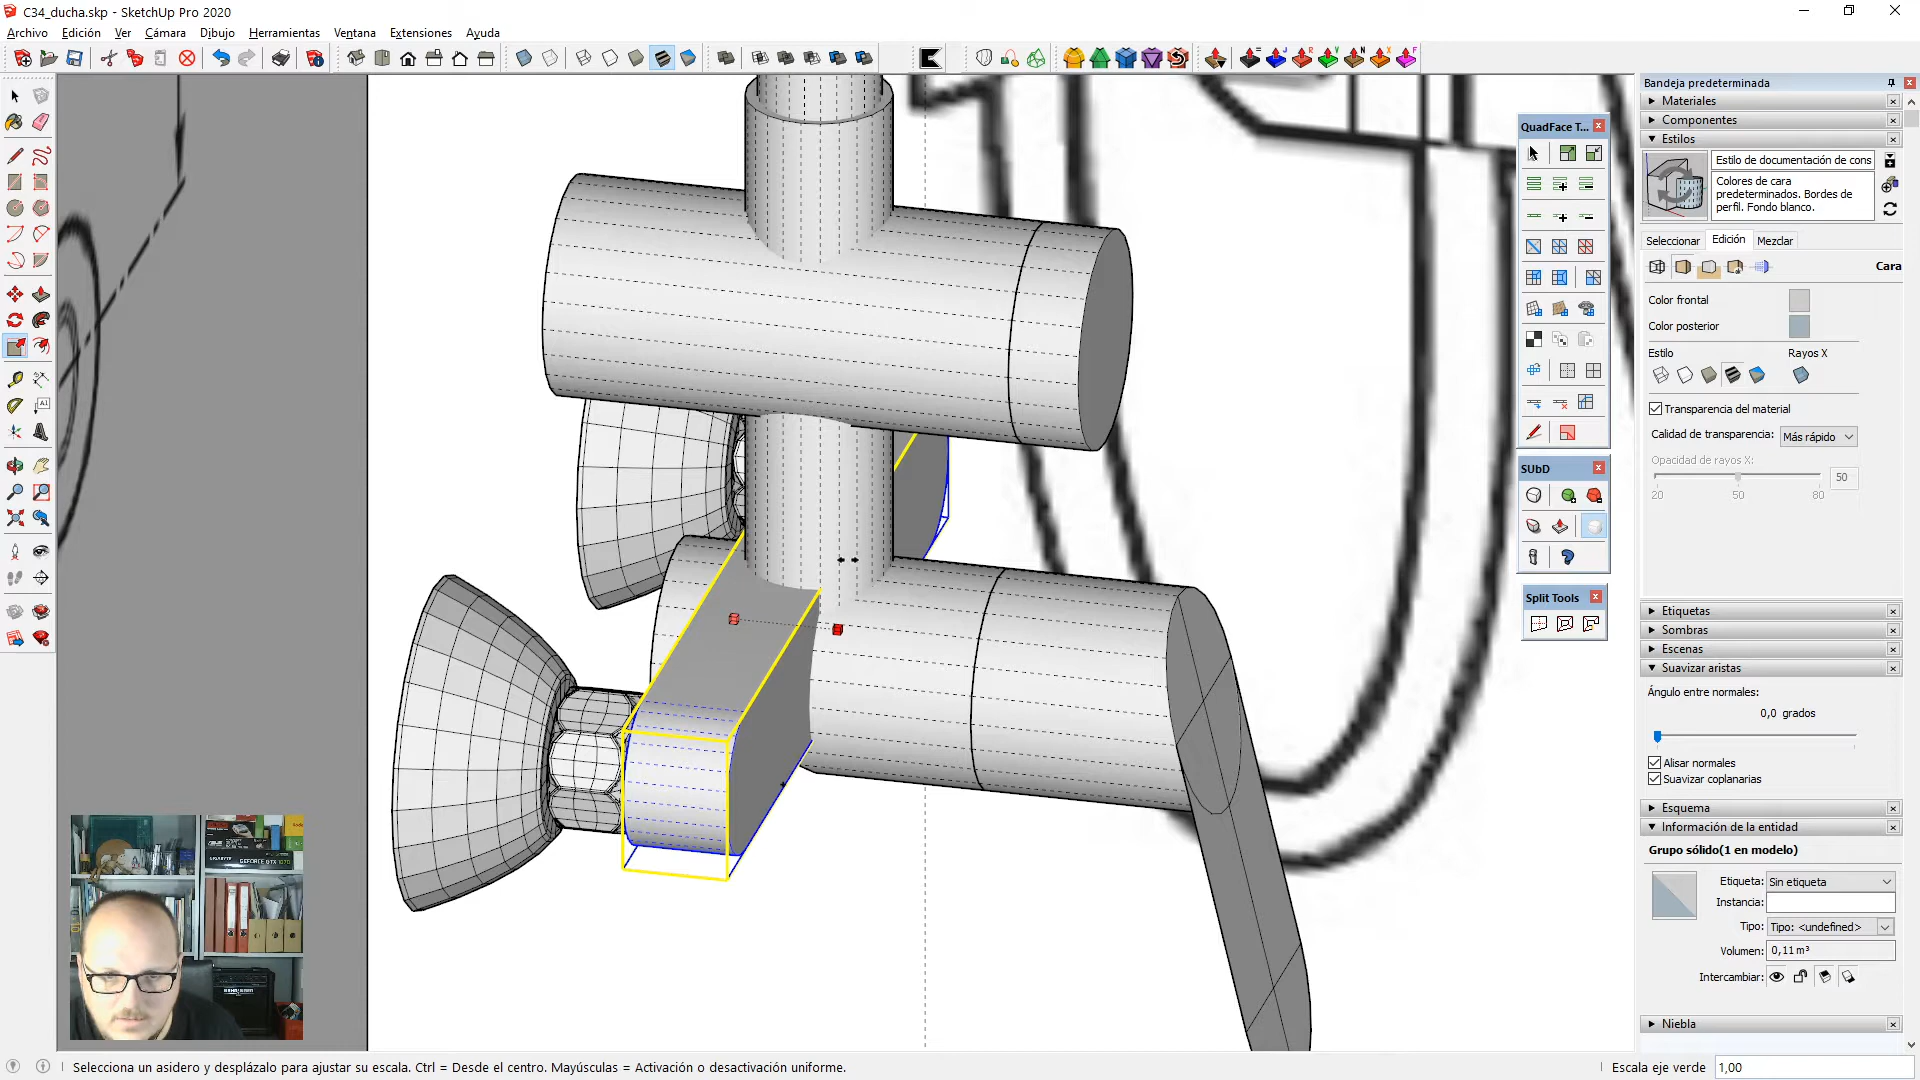 C34_ducha.skp - SketchUp Pro 2020
Archivo Edición Ver Cámara Dibujo Herramientas Ventana Extensiones Ayuda
Bandeja predeterminada
Materiales
Componentes
Estilos
Estilo de documentación de cons
Colores de cara
predeterminados. Bordes de
perfil. Fondo blanco.
Seleccionar Edición Mezclar
Cara
Color frontal
Color posterior
Estilo Rayos X
Transparencia del material
Calidad de transparencia: Más rápido
Opacidad de rayos X:
50
20 50 80
Etiquetas
Sombras
Escenas
Suavizar aristas
Ángulo entre normales:
0,0 grados
Alisar normales
Suavizar coplanarias
Esquema
Información de la entidad
Grupo sólido(1 en modelo)
Etiqueta: Sin etiqueta
Instancia:
Tipo: Tipo: <undefined>
Volumen: 0,11 m³
Intercambiar:
Niebla
QuadFace T...
SUbD
Split Tools
Selecciona un asidero y desplázalo para ajustar su escala. Ctrl = Desde el centro. Mayúsculas = Activación o desactivación uniforme.
Escala eje verde 1,00